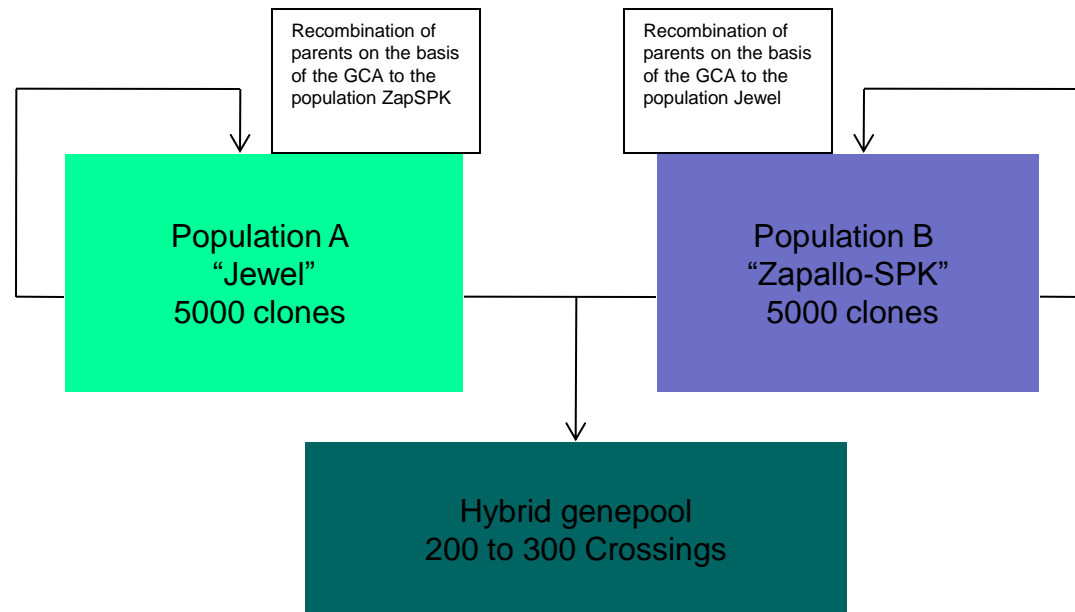 Recombination of
parents on the basis
of the GCA to the
population ZapSPK
Recombination of
parents on the basis
of the GCA to the
population Jewel
Population A
“Jewel”
5000 clones
Population B
“Zapallo-SPK”
5000 clones
Hybrid genepool
200 to 300 Crossings